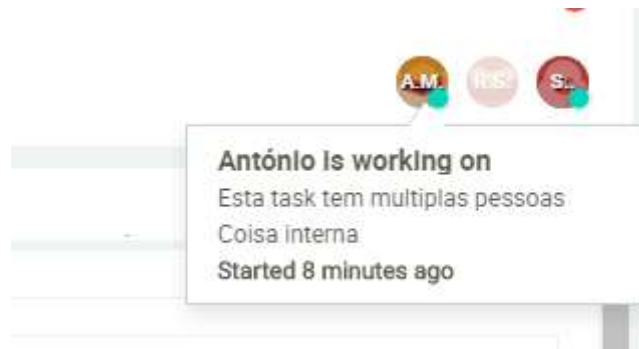 A.M. R.S. S..
António is working on
Esta task tem multiplas pessoas
Coisa interna
Started 8 minutes ago